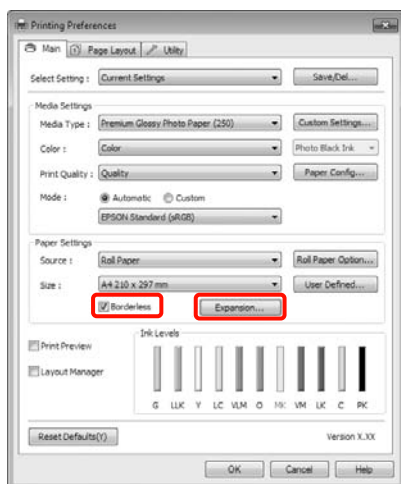 Printing Preferences
Main Page Layout Utility
Select Setting : Current Settings Save/Del...
Media Settings
Media Type : Premium Glossy Photo Paper (250) Custom Settings...
Color : Color Photo Black Ink
Print Quality : Quality Paper Config...
Mode : Automatic Custom
EPSON Standard (sRGB)
Paper Settings
Source : Roll Paper Roll Paper Option...
Size : A4 210 x 297 mm User Defined...
Borderless Expansion...
Ink Levels
Print Preview
Layout Manager
G LLK Y LC VLM O MK VM LK C PK
Reset Defaults(Y) Version X.XX
OK Cancel Help